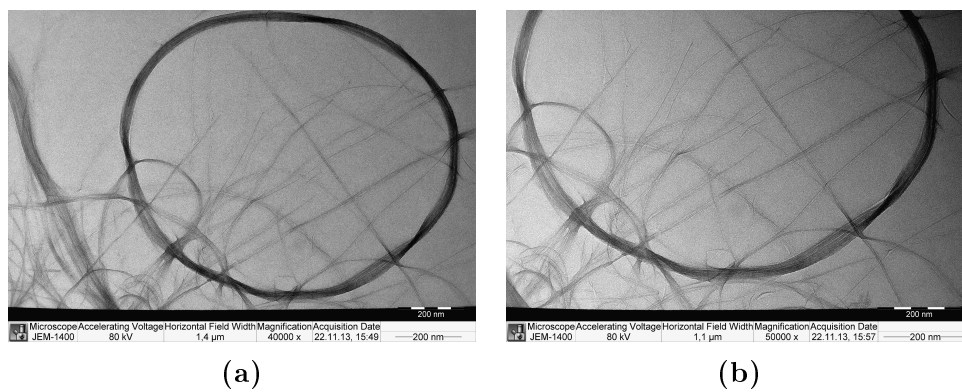 200 nm
200 nm
Microscope Accelerating Voltage Horizontal Field Width Magnification Acquisition Date
JEM-1400 80 kV 1,4 µm 40000 x 22.11.13, 15:49 200 nm
Microscope Accelerating Voltage Horizontal Field Width Magnification Acquisition Date
JEM-1400 80 kV 1,1 µm 50000 x 22.11.13, 15:57 200 nm
(a)
(b)